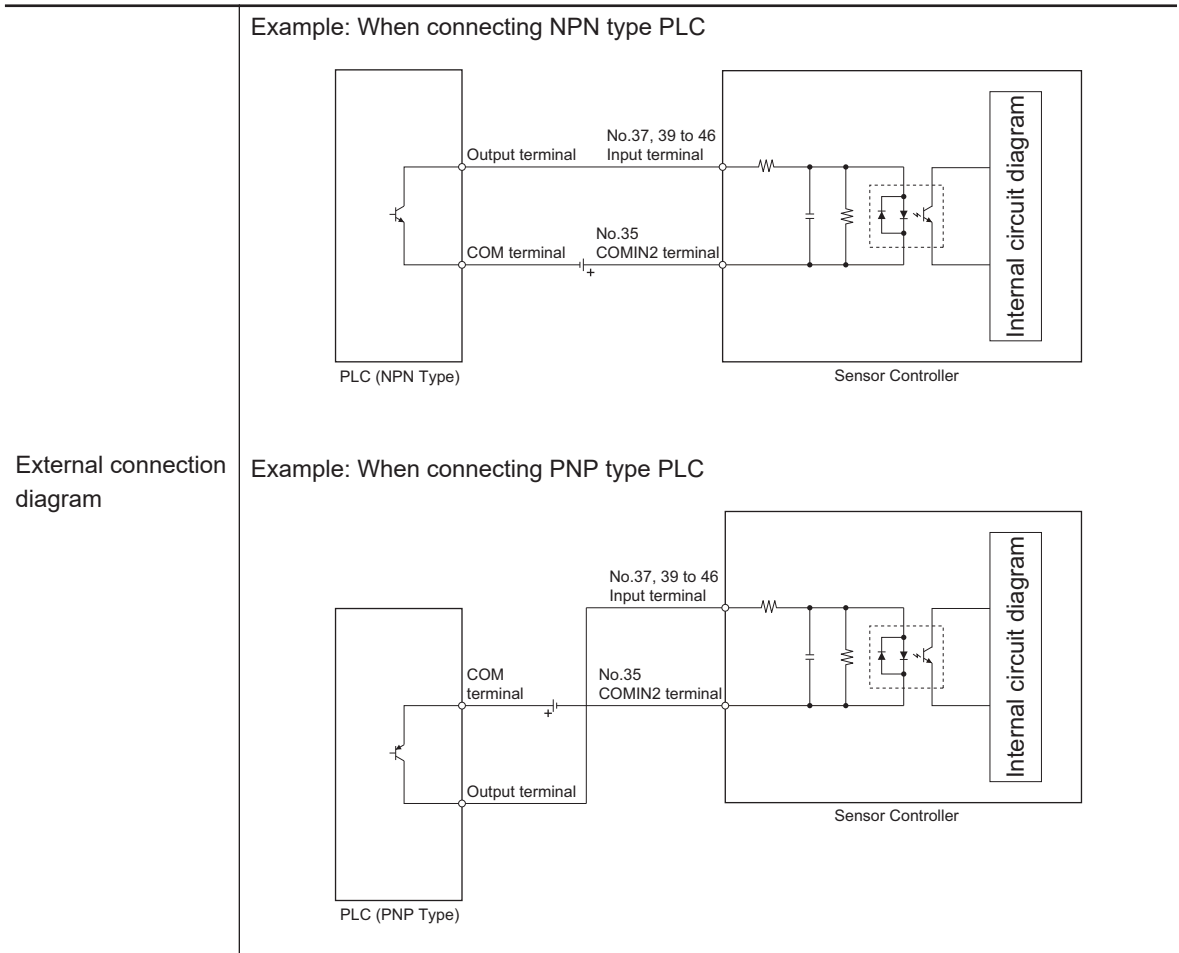 Example: When connecting NPN type PLC
No.37, 39 to 46
Output terminal
Input terminal
No.35
COM terminal
COMIN2 terminal
+
Internal circuit diagram
PLC (NPN Type)
Sensor Controller
External connection
diagram
Example: When connecting PNP type PLC
No.37, 39 to 46
Input terminal
COM
terminal
No.35
COMIN2 terminal
+
Output terminal
Internal circuit diagram
Sensor Controller
PLC (PNP Type)